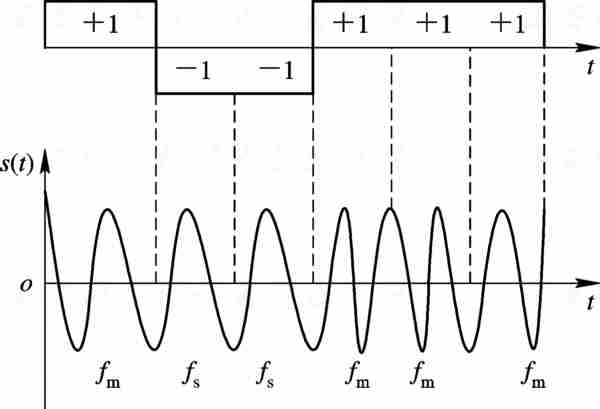 +1 +1 +1 +1
−1 −1
t
s(t)
o t
f_m f_s f_s f_m f_m f_m